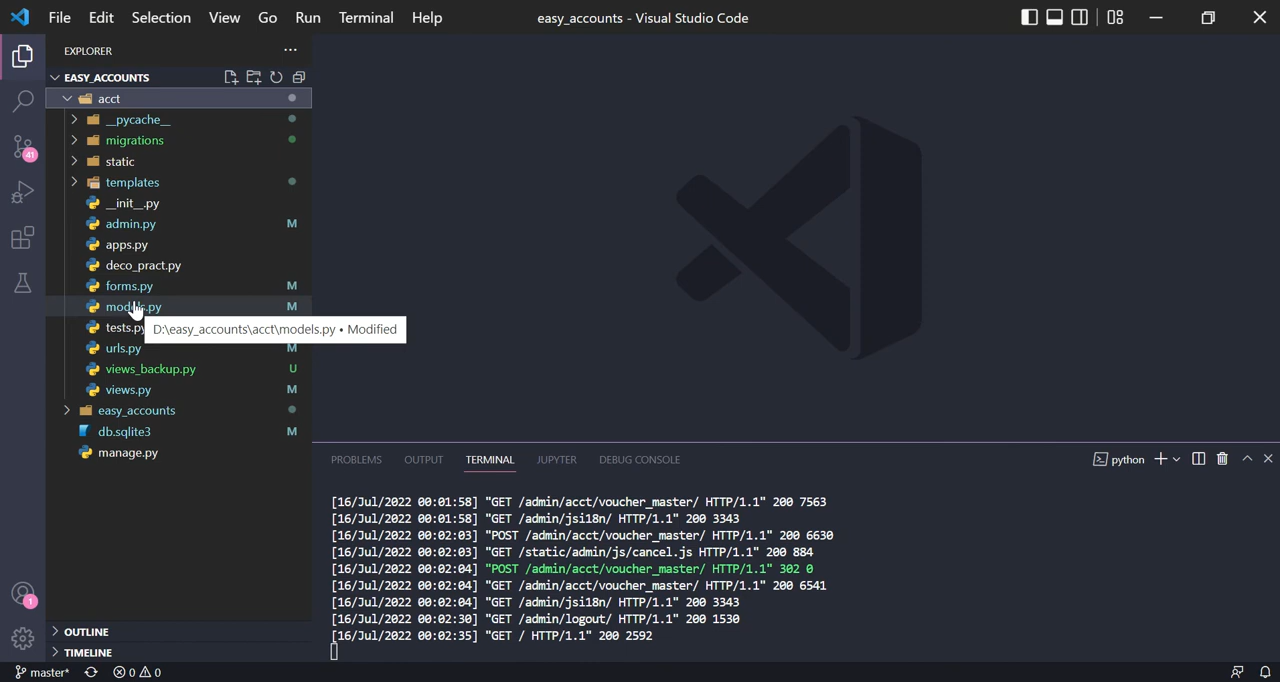 File Edit Selection View Go Run Terminal Help easy_accounts - Visual Studio Code
EXPLORER
EASY_ACCOUNTS
acct
__pycache__
migrations
41
static
templates
__init__.py
admin.py M
apps.py
deco_pract.py
forms.py M
models.py M
tests.py
D:\easy_accounts\acct\models.py • Modified
urls.py M
views_backup.py U
views.py M
easy_accounts
db.sqlite3 M
manage.py
PROBLEMS OUTPUT TERMINAL JUPYTER DEBUG CONSOLE python
[16/Jul/2022 00:01:58] "GET /admin/acct/voucher_master/ HTTP/1.1" 200 7563
[16/Jul/2022 00:01:58] "GET /admin/jsi18n/ HTTP/1.1" 200 3343
[16/Jul/2022 00:02:03] "POST /admin/acct/voucher_master/ HTTP/1.1" 200 6630
[16/Jul/2022 00:02:03] "GET /static/admin/js/cancel.js HTTP/1.1" 200 884
[16/Jul/2022 00:02:04] "POST /admin/acct/voucher_master/ HTTP/1.1" 302 0
[16/Jul/2022 00:02:04] "GET /admin/acct/voucher_master/ HTTP/1.1" 200 6541
[16/Jul/2022 00:02:04] "GET /admin/jsi18n/ HTTP/1.1" 200 3343
[16/Jul/2022 00:02:30] "GET /admin/logout/ HTTP/1.1" 200 1530
[16/Jul/2022 00:02:35] "GET / HTTP/1.1" 200 2592
1
OUTLINE
TIMELINE
master* 0 0